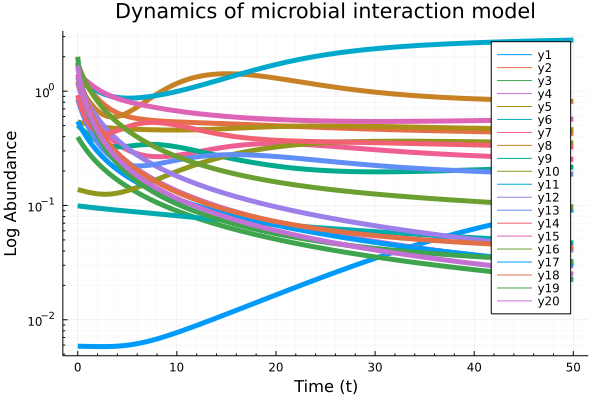 Dynamics of microbial interaction model
Log Abundance
10⁰
10⁻¹
10⁻²
0 10 20 30 40 50
Time (t)
y1
y2
y3
y4
y5
y6
y7
y8
y9
y10
y11
y12
y13
y14
y15
y16
y17
y18
y19
y20